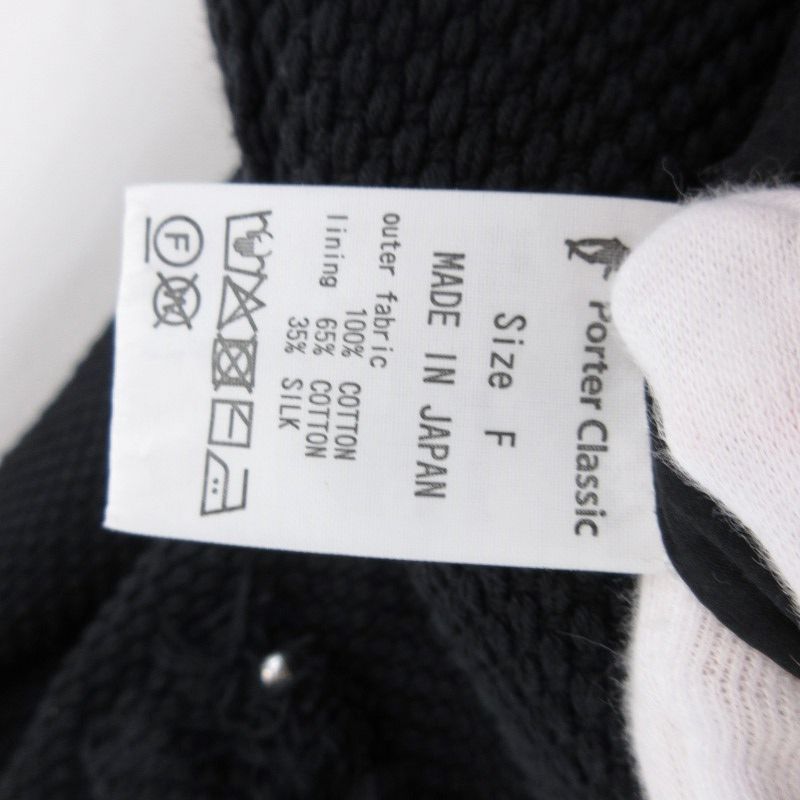 Porter Classic
Size F
MADE IN JAPAN
outer fabric
100% COTTON
lining 65% COTTON
35% SILK
F
W